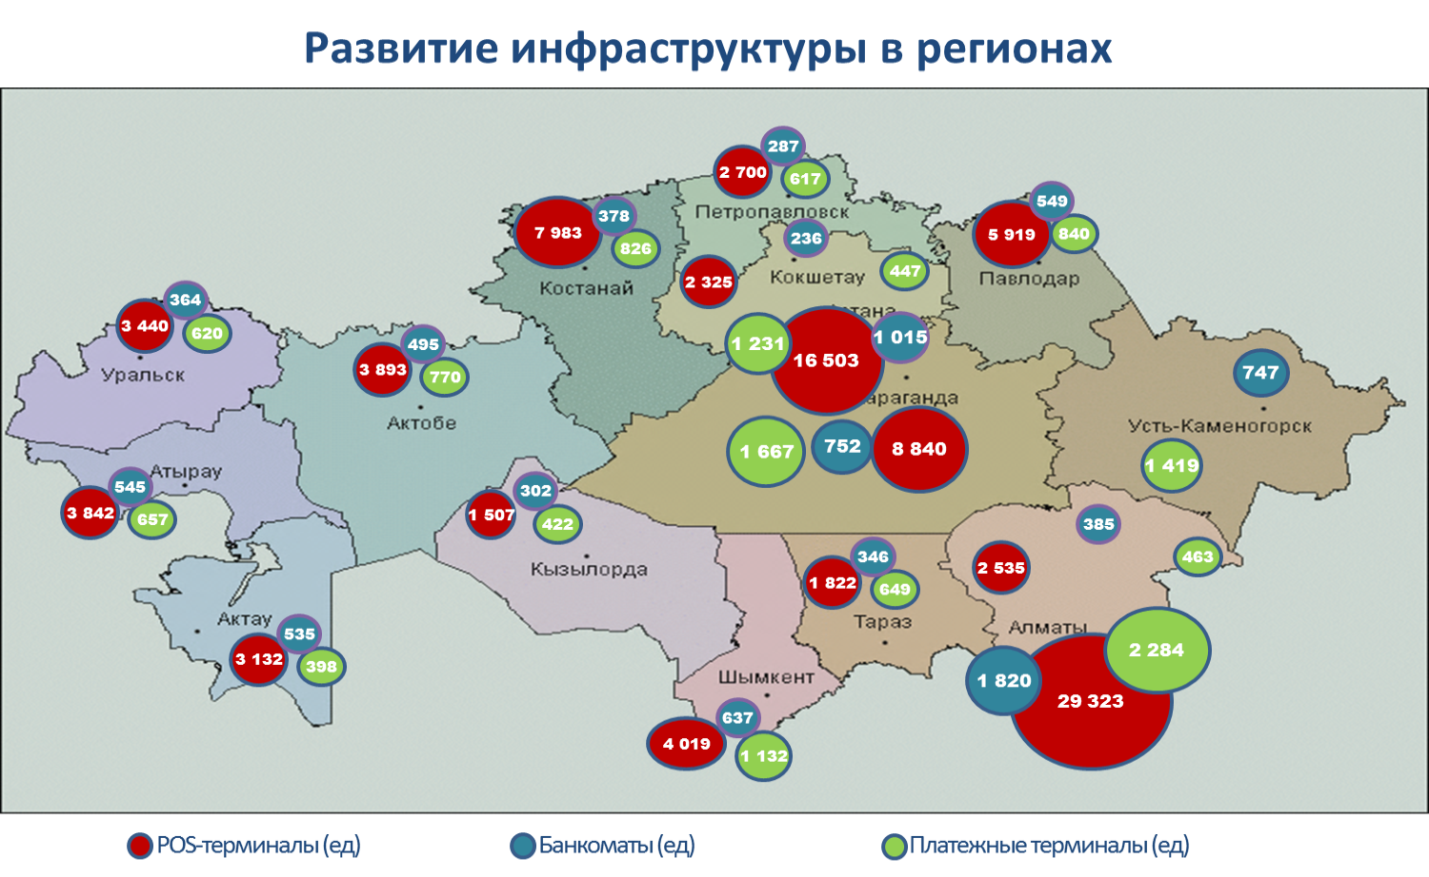 Развитие инфраструктуры в регионах
287
2 700
617
Петропавловск
7 983
378
826
Костанай
236
2 325
Кокшетау
447
549
5 919
840
Павлодар
364
3 440
620
Уральск
495
3 893
770
Актобе
тана
1 231
16 503
1 015
араганда
1 667
752
8 840
747
Усть-Каменогорск
1 419
Атырау
545
3 842
657
302
1 507
422
Кызылорда
346
1 822
649
Тараз
385
2 535
463
Актау
535
3 132
398
Алматы
1 820
29 323
2 284
Шымкент
637
4 019
1 132
POS-терминалы (ед)
Банкоматы (ед)
Платежные терминалы (ед)